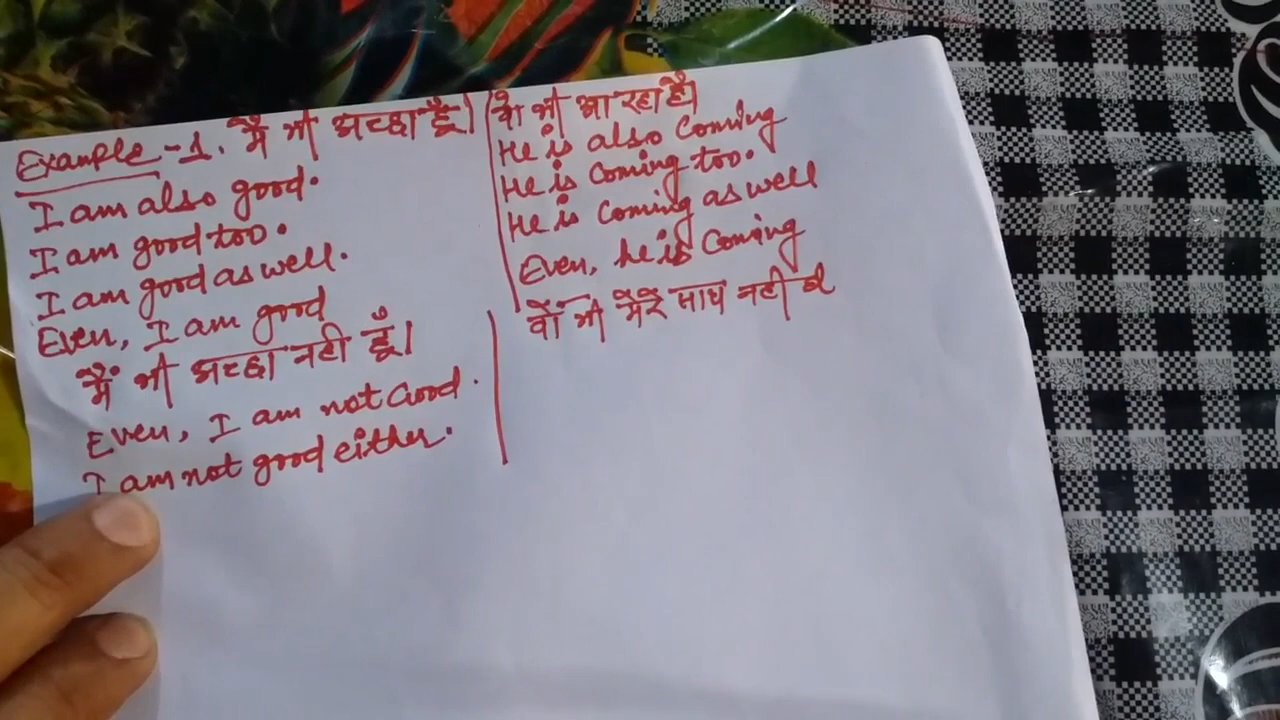 Example-1. मैं भी अच्छा हूँ।
I am also good.
I am good too.
I am good as well.
Even, I am good
मैं भी अच्छा नही हूँ।
Even, I am not Good.
I am not good either.
वो भी आ रहा है।
He is also coming
He is coming too.
He is coming as well
Even, he is coming
वों भी मेरें साथ नही